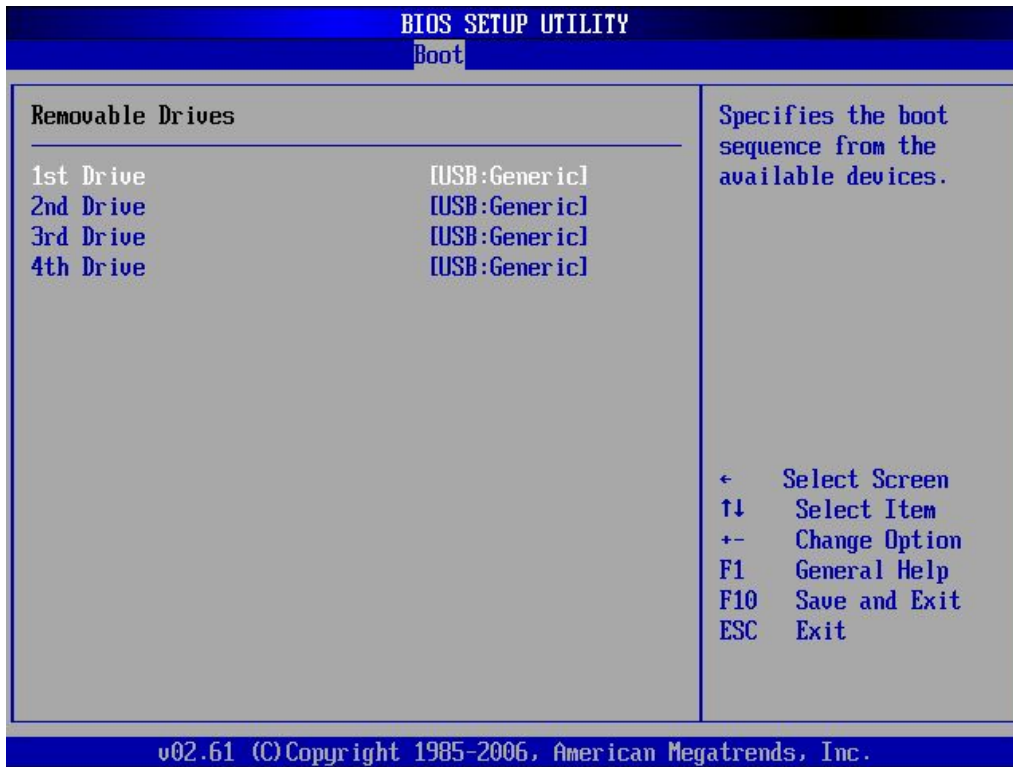 BIOS SETUP UTILITY
Boot
Removable Drives
1st Drive [USB:Generic]
2nd Drive [USB:Generic]
3rd Drive [USB:Generic]
4th Drive [USB:Generic]
Specifies the boot
sequence from the
available devices.
← Select Screen
↑↓ Select Item
+- Change Option
F1 General Help
F10 Save and Exit
ESC Exit
v02.61 (C)Copyright 1985-2006, American Megatrends, Inc.